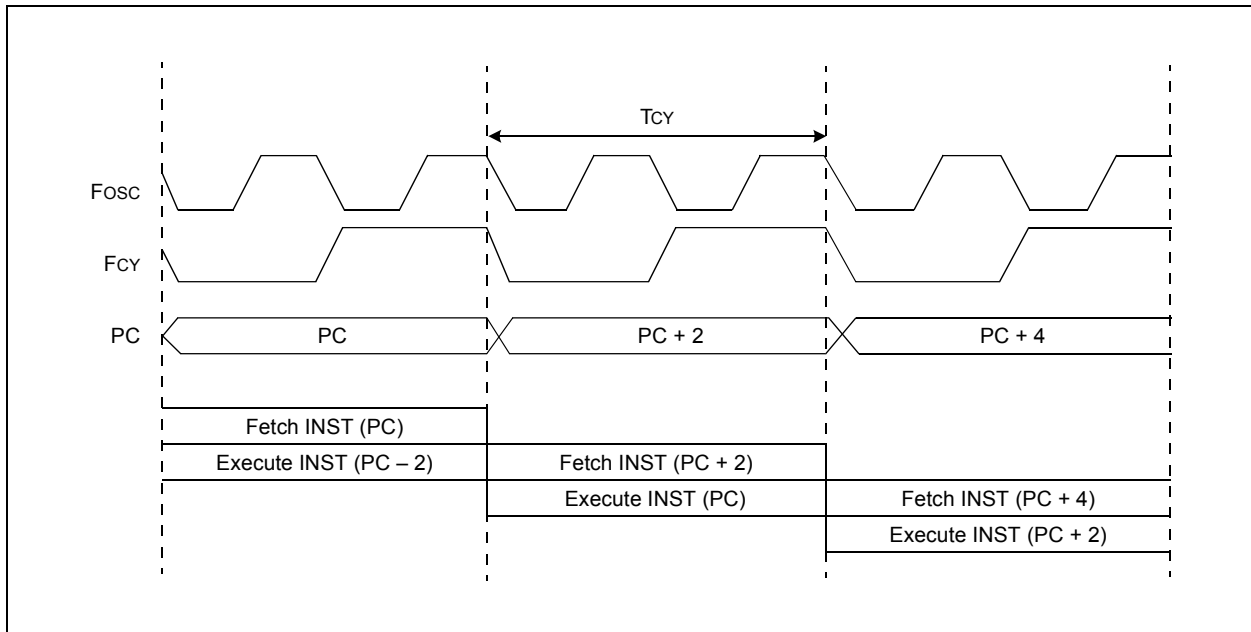 TCY
FOSC
FCY
PC PC PC + 2 PC + 4
Fetch INST (PC)
Execute INST (PC – 2) Fetch INST (PC + 2)
Execute INST (PC) Fetch INST (PC + 4)
Execute INST (PC + 2)